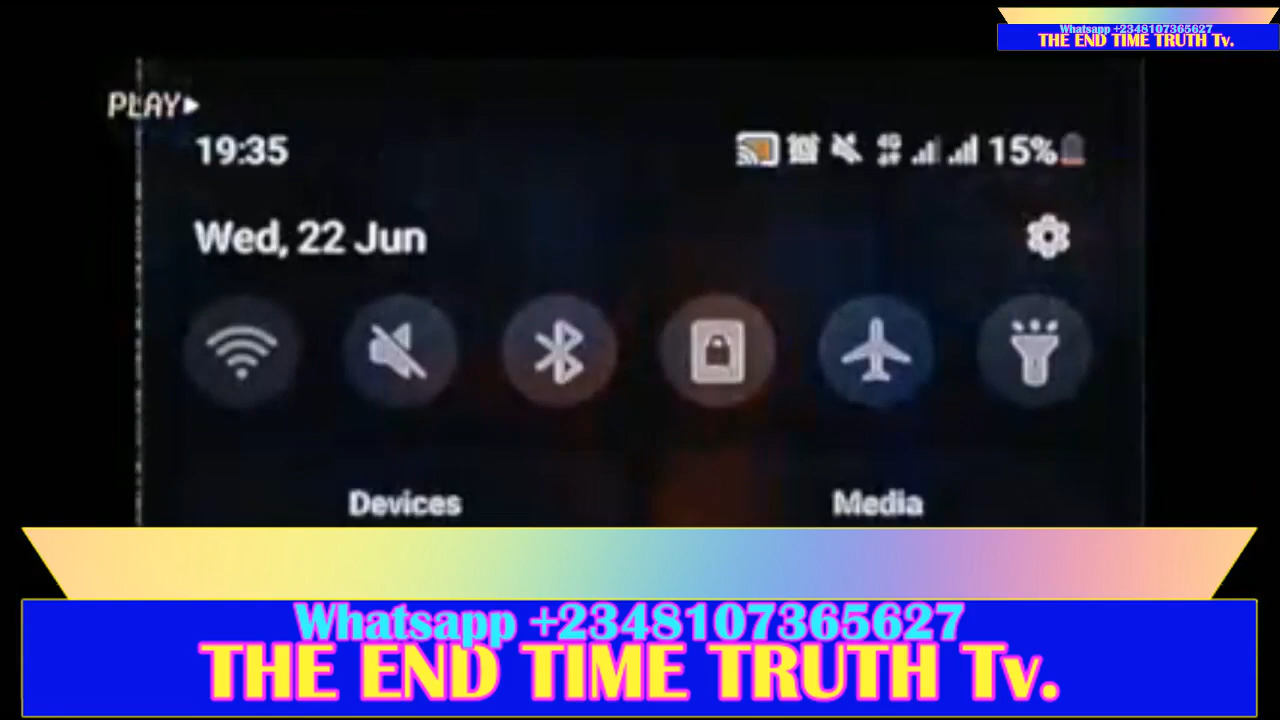 Whatsapp +2348107365627
THE END TIME TRUTH Tv.
PLAY
19:35
4G
15%
Wed, 22 Jun
Devices
Media
Whatsapp +2348107365627
THE END TIME TRUTH Tv.